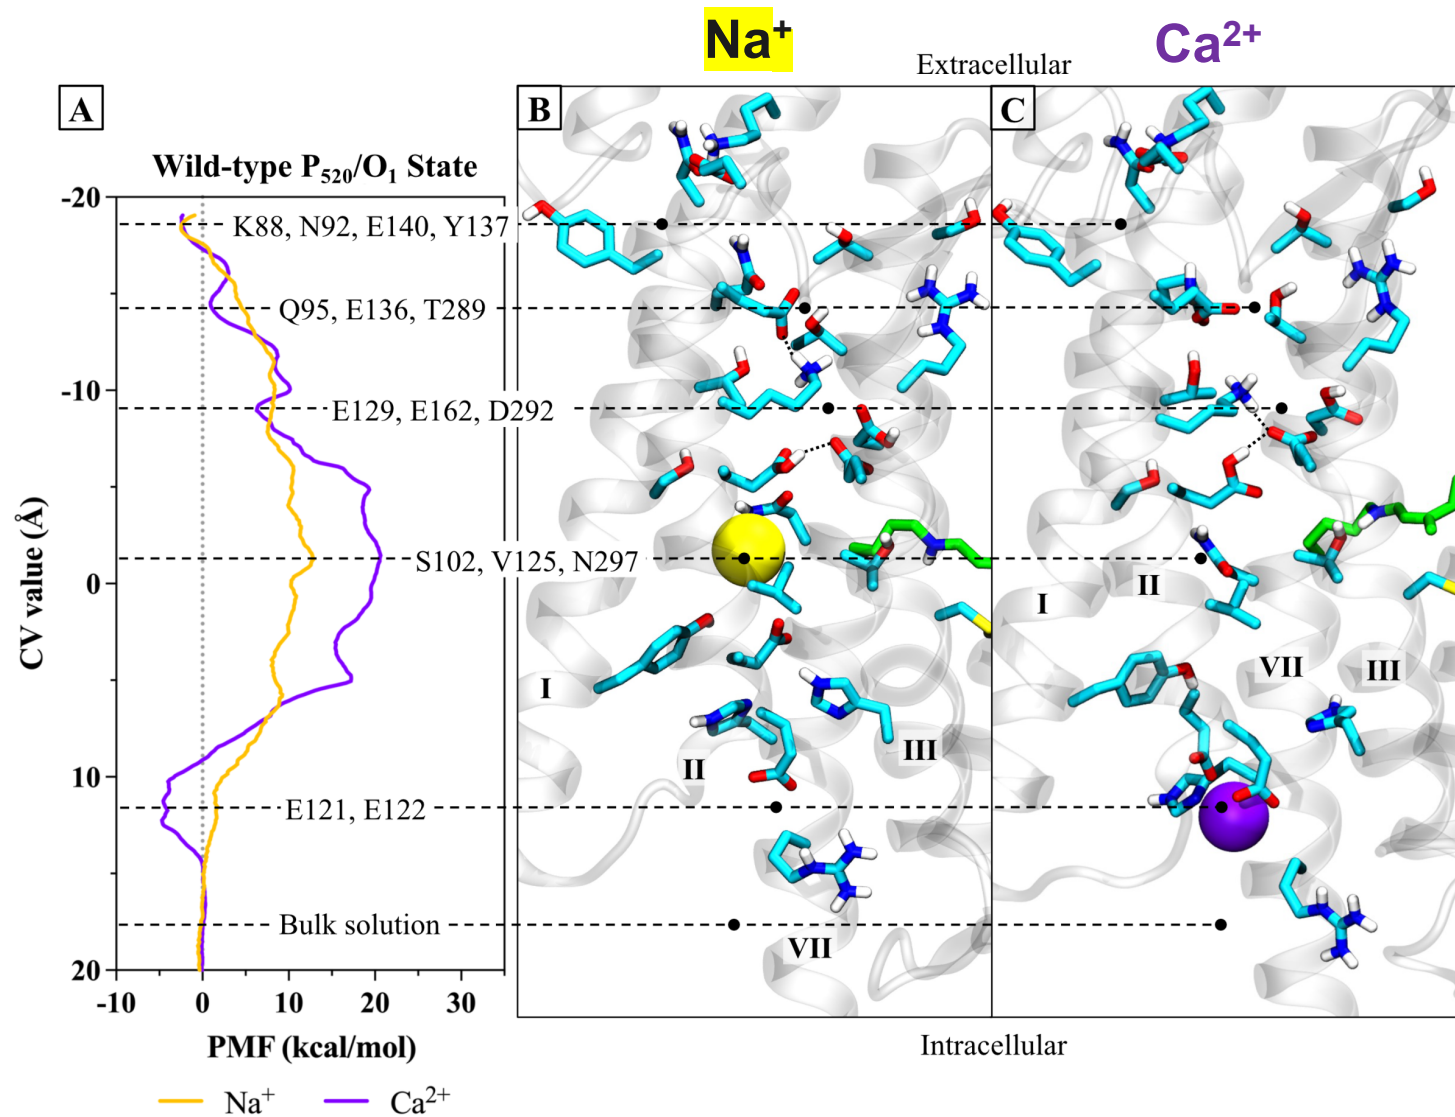 Na⁺
Ca²⁺
Extracellular
A
B
C
Wild-type P₅₂₀/O₁ State
-20
K88, N92, E140, Y137
Q95, E136, T289
-10
E129, E162, D292
S102, V125, N297
0
CV value (Å)
10
E121, E122
Bulk solution
20
-10 0 10 20 30
PMF (kcal/mol)
Na⁺ Ca²⁺
I
II
III
VII
I
II
VII
III
Intracellular